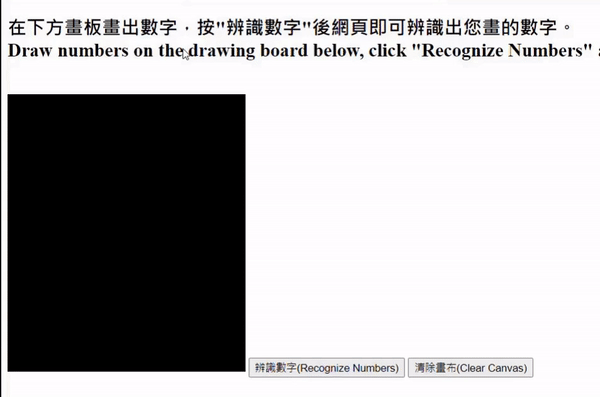 在下方畫板畫出數字，按"辨識數字"後網頁即可辨識出您畫的數字。
Draw numbers on the drawing board below, click "Recognize Numbers"
辨識數字(Recognize Numbers) 清除畫布(Clear Canvas)